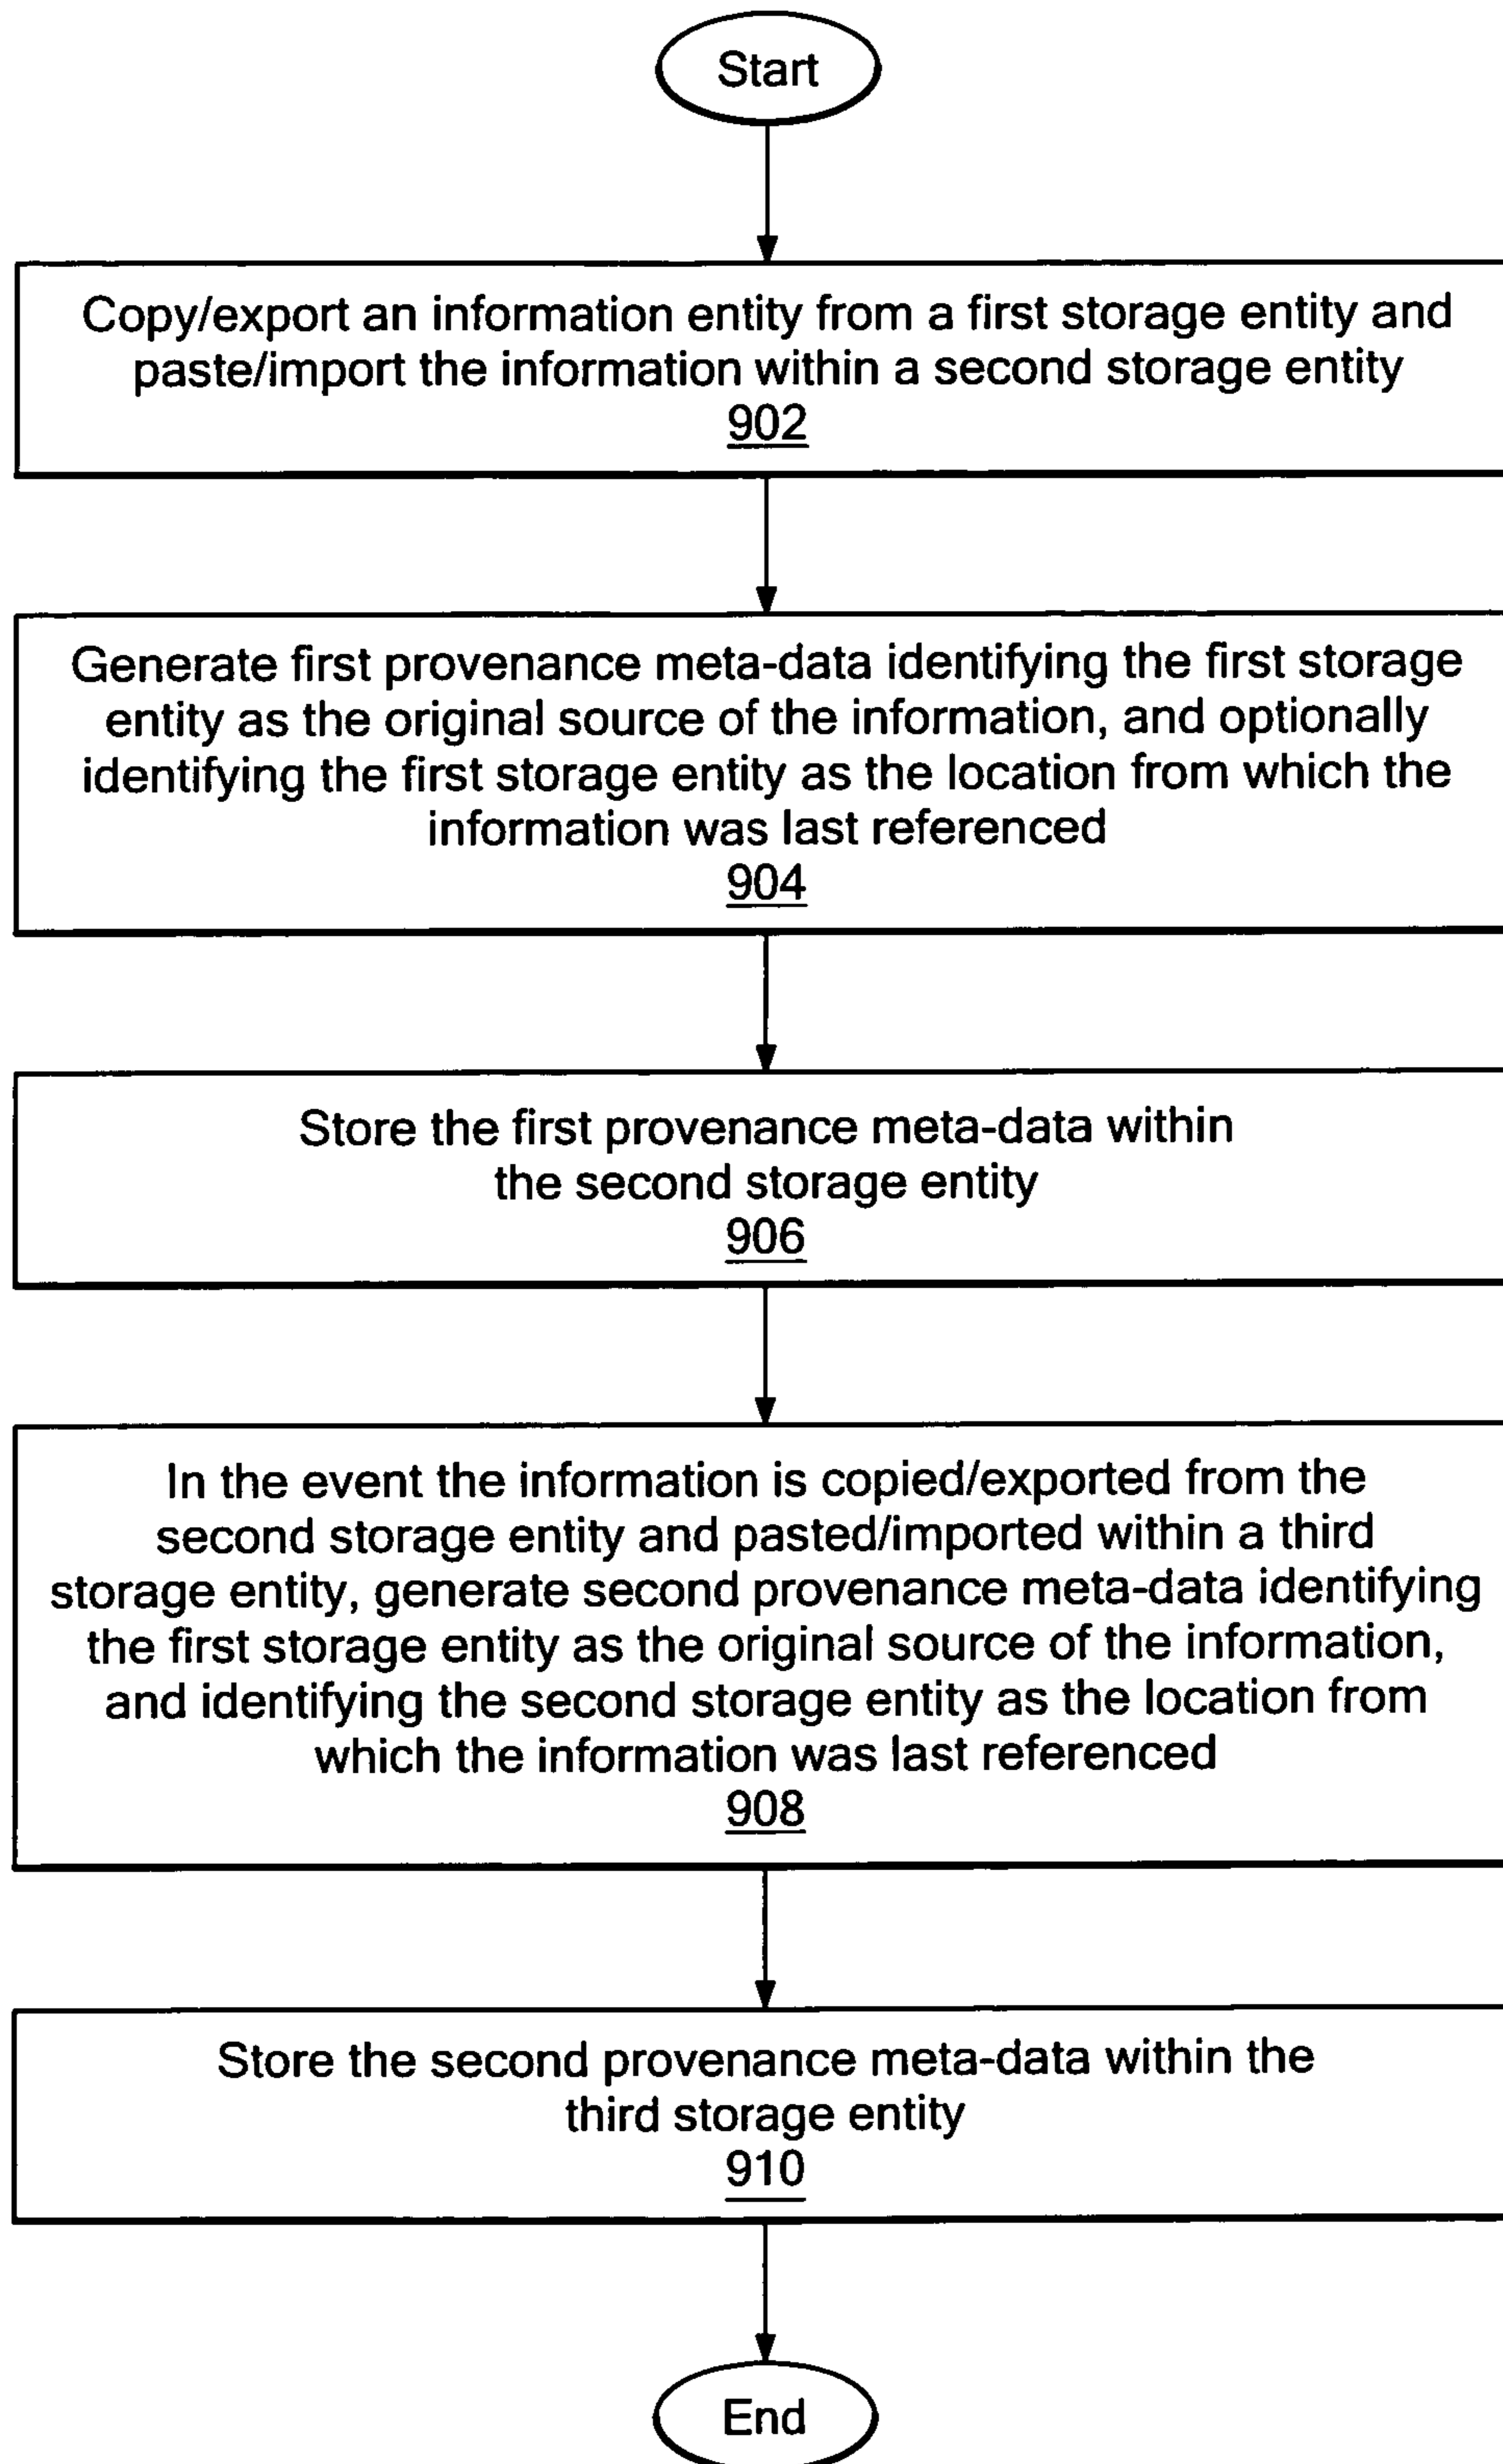 Start
Copy/export an information entity from a first storage entity and
paste/import the information within a second storage entity
902
Generate first provenance meta-data identifying the first storage
entity as the original source of the information, and optionally
identifying the first storage entity as the location from which the
information was last referenced
904
Store the first provenance meta-data within
the second storage entity
906
In the event the information is copied/exported from the
second storage entity and pasted/imported within a third
storage entity, generate second provenance meta-data identifying
the first storage entity as the original source of the information,
and identifying the second storage entity as the location from
which the information was last referenced
908
Store the second provenance meta-data within the
third storage entity
910
End